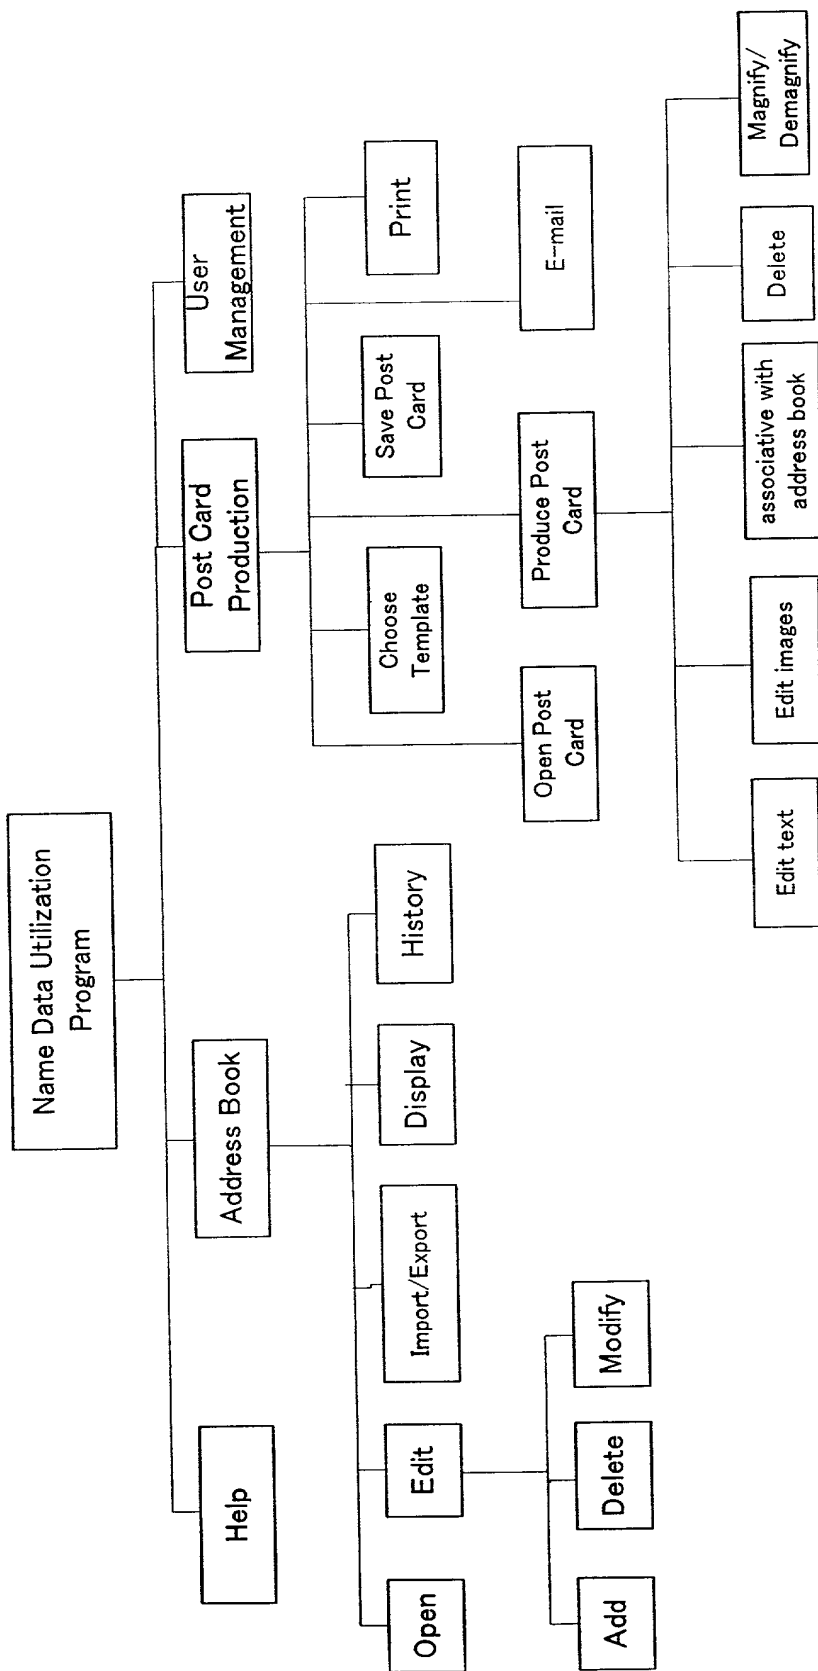 Name Data Utilization
Program
Help
Address Book
Post Card
Production
User
Management
Open
Edit
Import/Export
Display
History
Add
Delete
Modify
Choose
Template
Save Post
Card
Print
Open Post
Card
Produce Post
Card
E-mail
Edit text
Edit images
associative with
address book
Delete
Magnify/
Demagnify